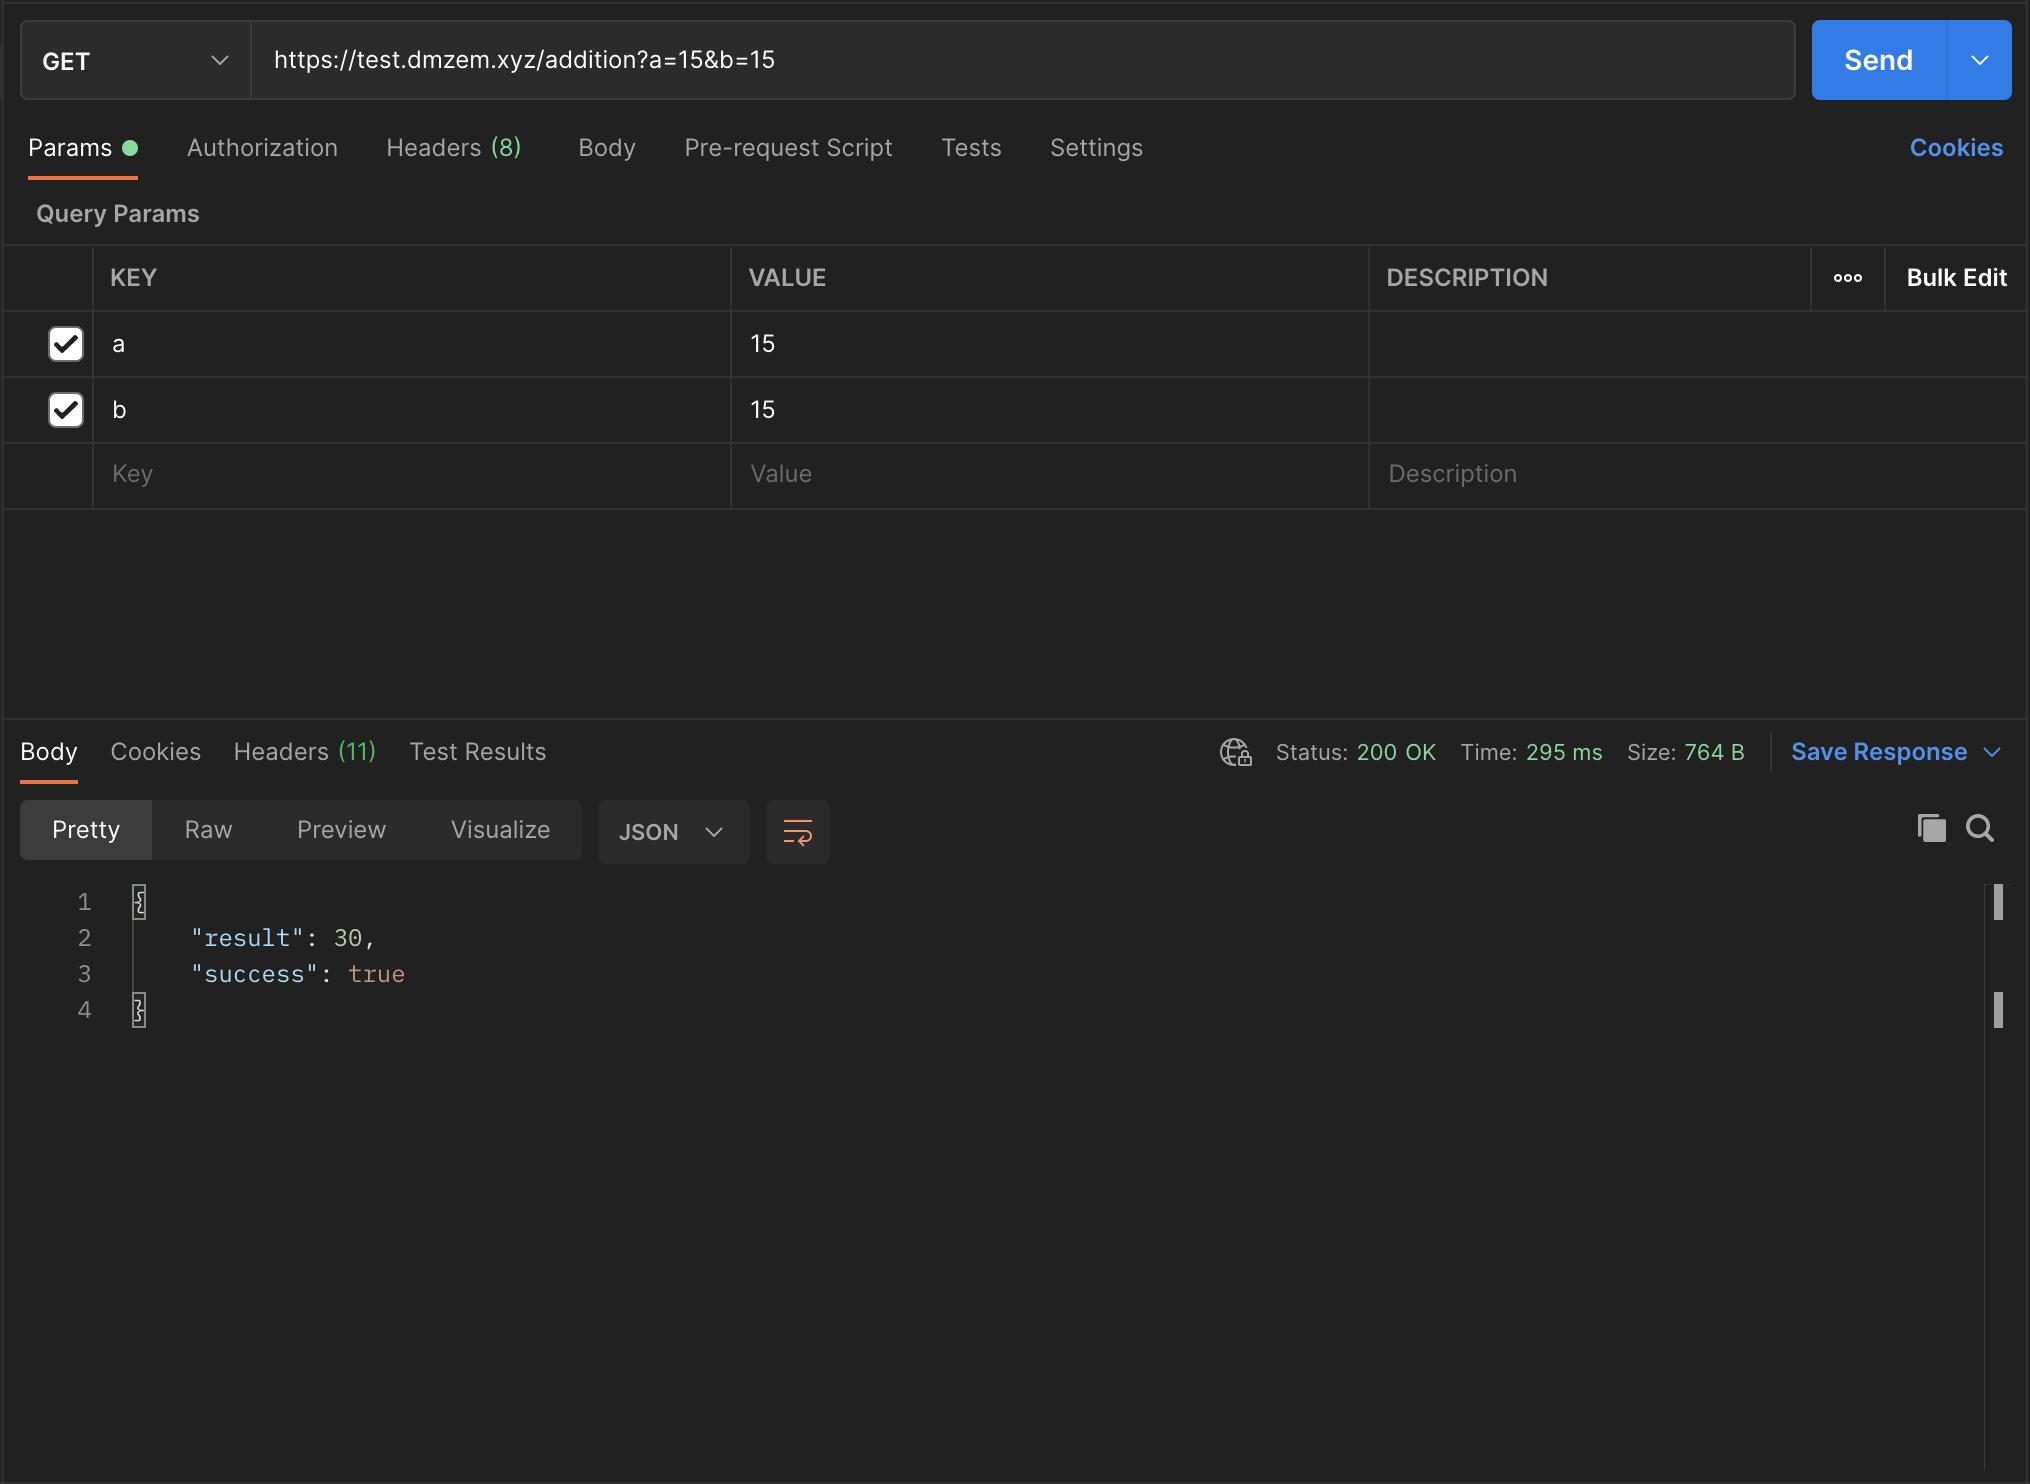 GET https://test.dmzem.xyz/addition?a=15&b=15 Send
Params Authorization Headers (8) Body Pre-request Script Tests Settings Cookies
Query Params
KEY VALUE DESCRIPTION Bulk Edit
a 15
b 15
Key Value Description
Body Cookies Headers (11) Test Results Status: 200 OK Time: 295 ms Size: 764 B Save Response
Pretty Raw Preview Visualize JSON
1 {
2 "result": 30,
3 "success": true
4 }